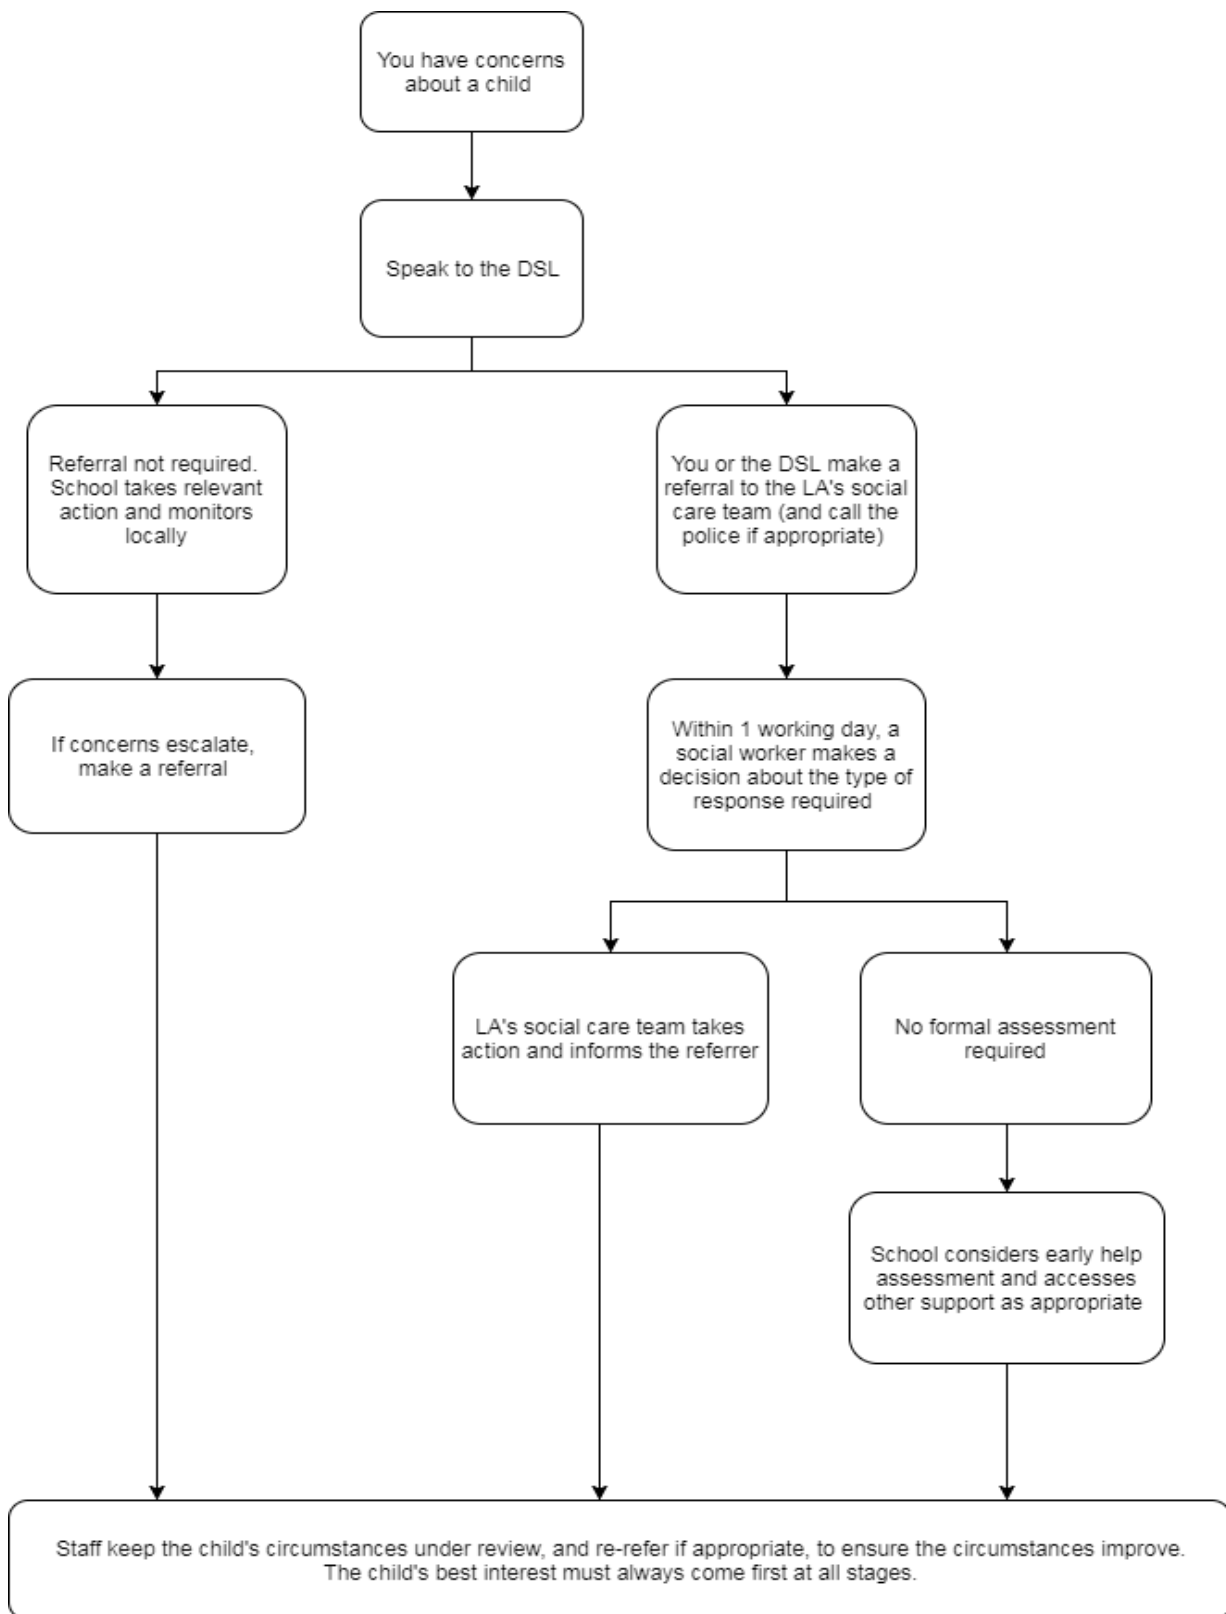 You have concerns
about a child
Speak to the DSL
Referral not required.
School takes relevant
action and monitors
locally
You or the DSL make a
referral to the LA's social
care team (and call the
police if appropriate)
If concerns escalate,
make a referral
Within 1 working day, a
social worker makes a
decision about the type of
response required
LA's social care team takes
action and informs the referrer
No formal assessment
required
School considers early help
assessment and accesses
other support as appropriate
Staff keep the child's circumstances under review, and re-refer if appropriate, to ensure the circumstances improve.
The child's best interest must always come first at all stages.